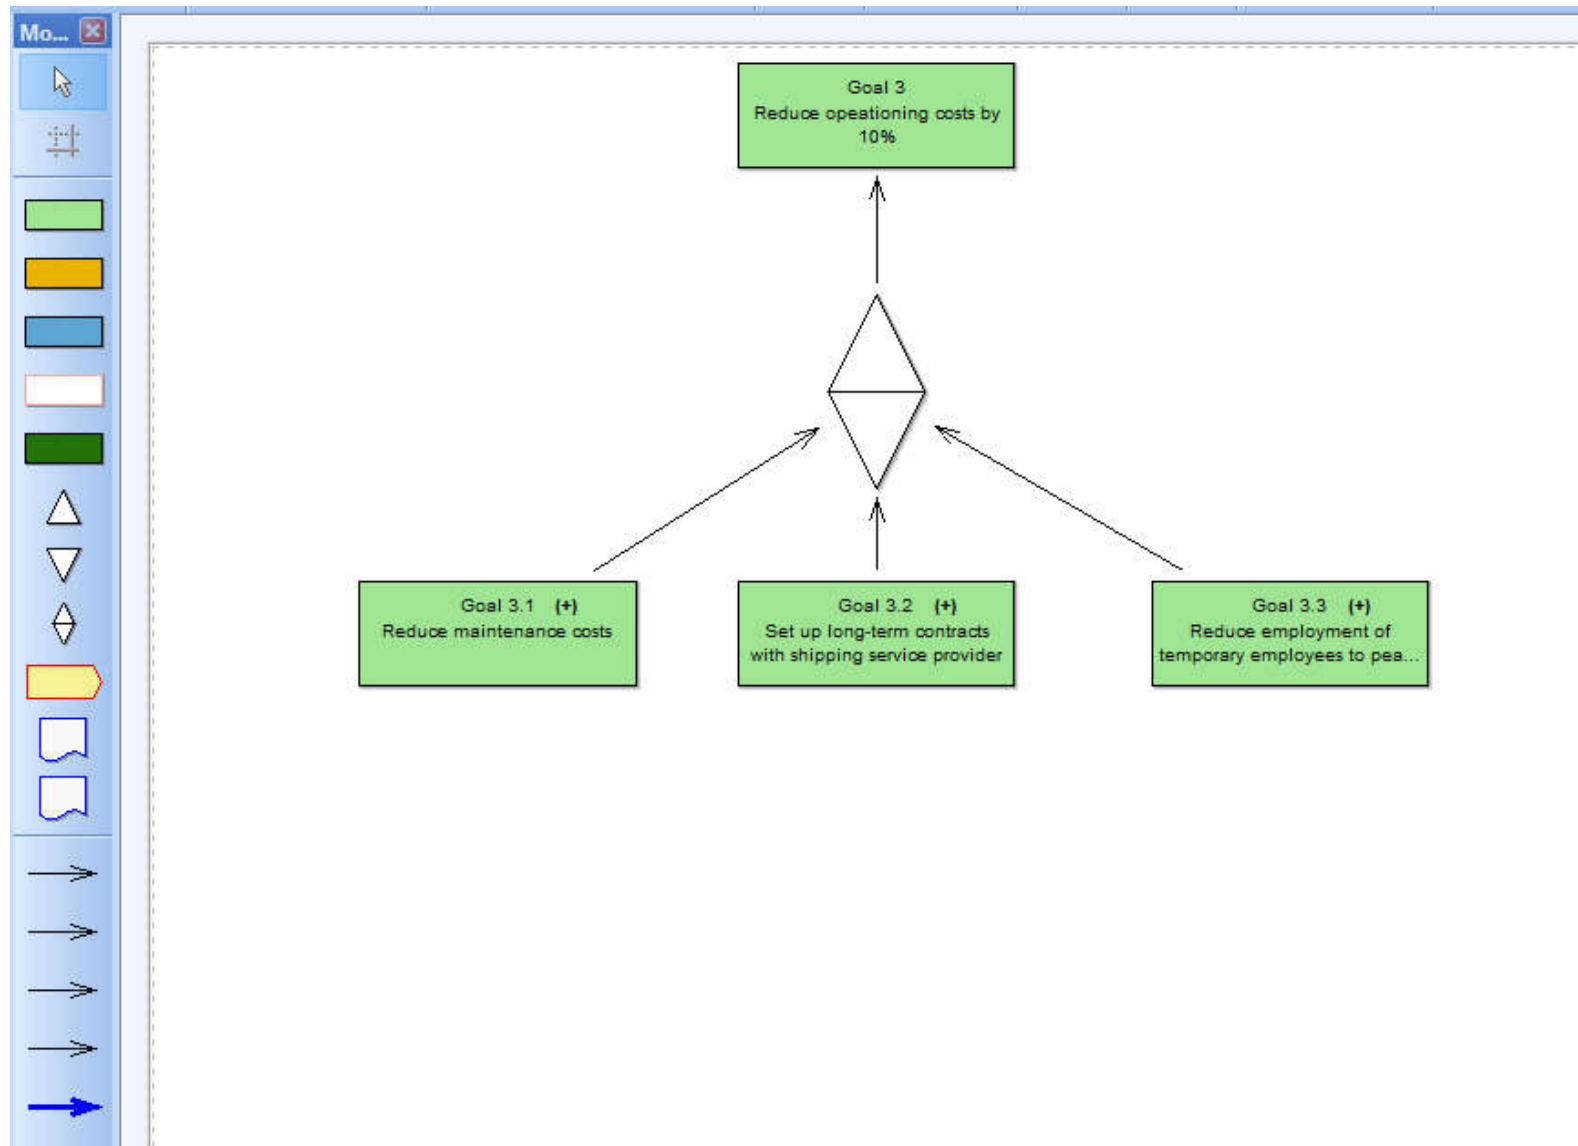 Mo...
Goal 3
Reduce opeationing costs by
10%
Goal 3.1 (+)
Reduce maintenance costs
Goal 3.2 (+)
Set up long-term contracts
with shipping service provider
Goal 3.3 (+)
Reduce employment of
temporary employees to pea...